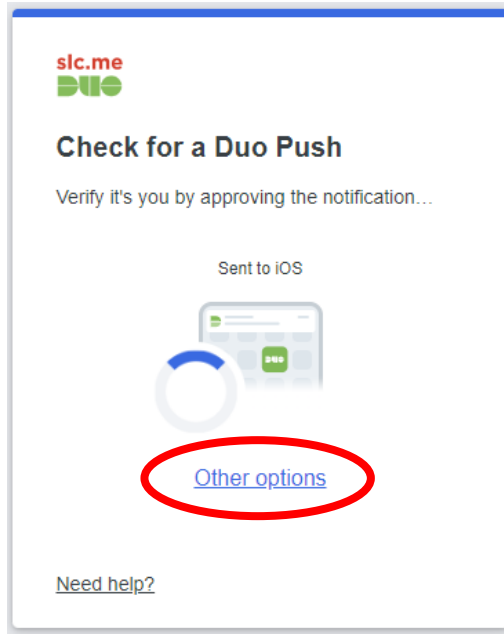 slc.me
DUO
Check for a Duo Push
Verify it's you by approving the notification...
Sent to iOS
DUO
Other options
Need help?